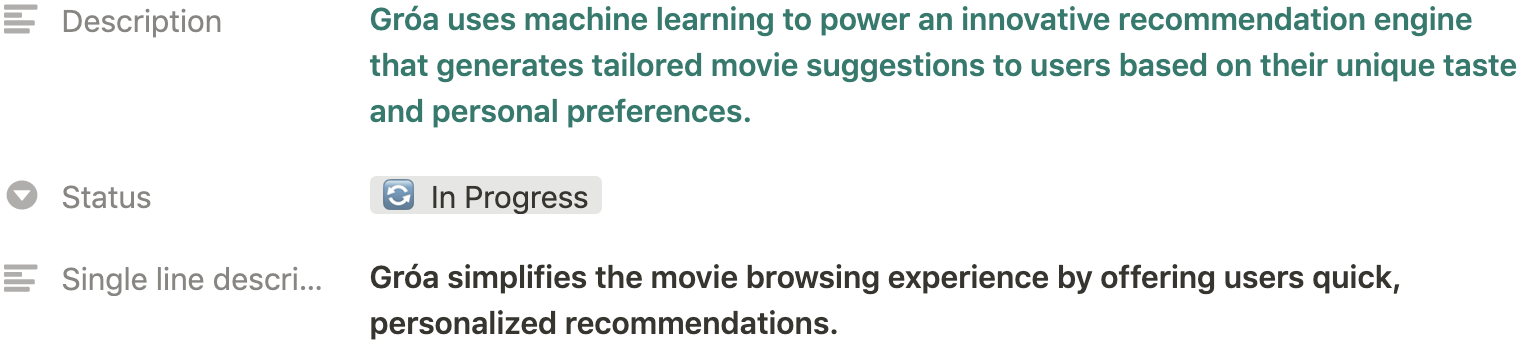 Description
Gróa uses machine learning to power an innovative recommendation engine
that generates tailored movie suggestions to users based on their unique taste
and personal preferences.
Status
In Progress
Single line descri...
Gróa simplifies the movie browsing experience by offering users quick,
personalized recommendations.